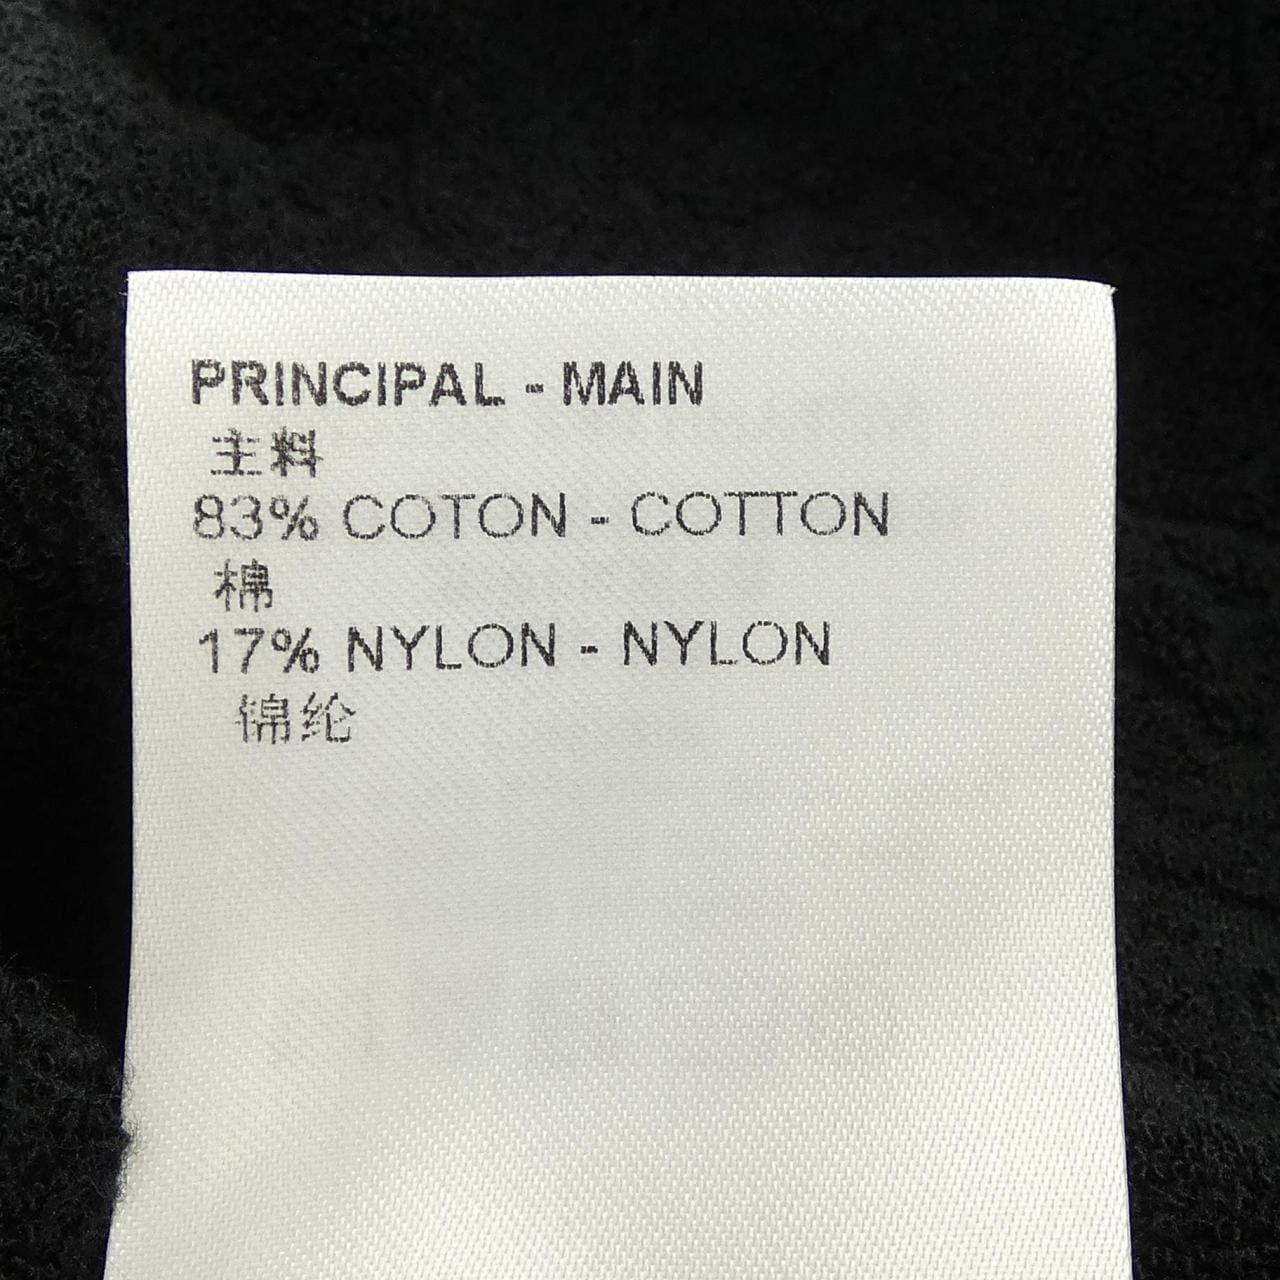 PRINCIPAL - MAIN
主料
83% COTON - COTTON
棉
17% NYLON - NYLON
锦纶